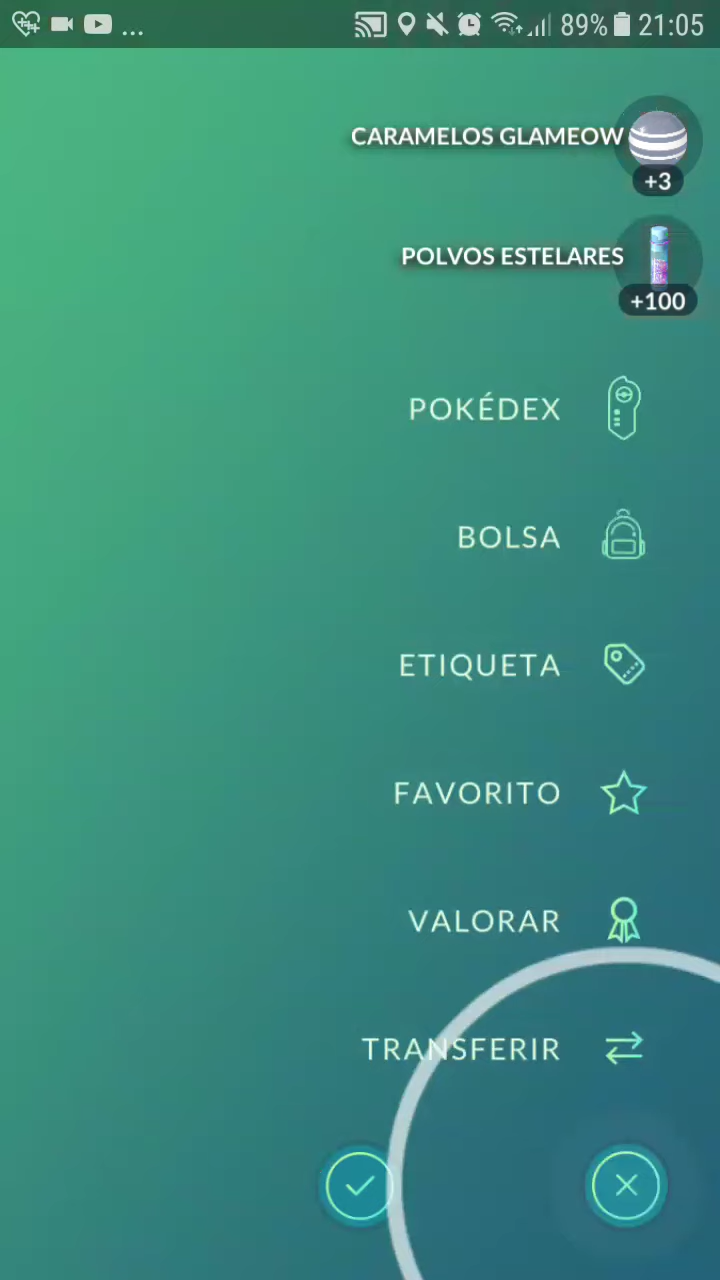 ... 89% 21:05
CARAMELOS GLAMEOW
+3
POLVOS ESTELARES
+100
POKÉDEX
BOLSA
ETIQUETA
FAVORITO
VALORAR
TRANSFERIR